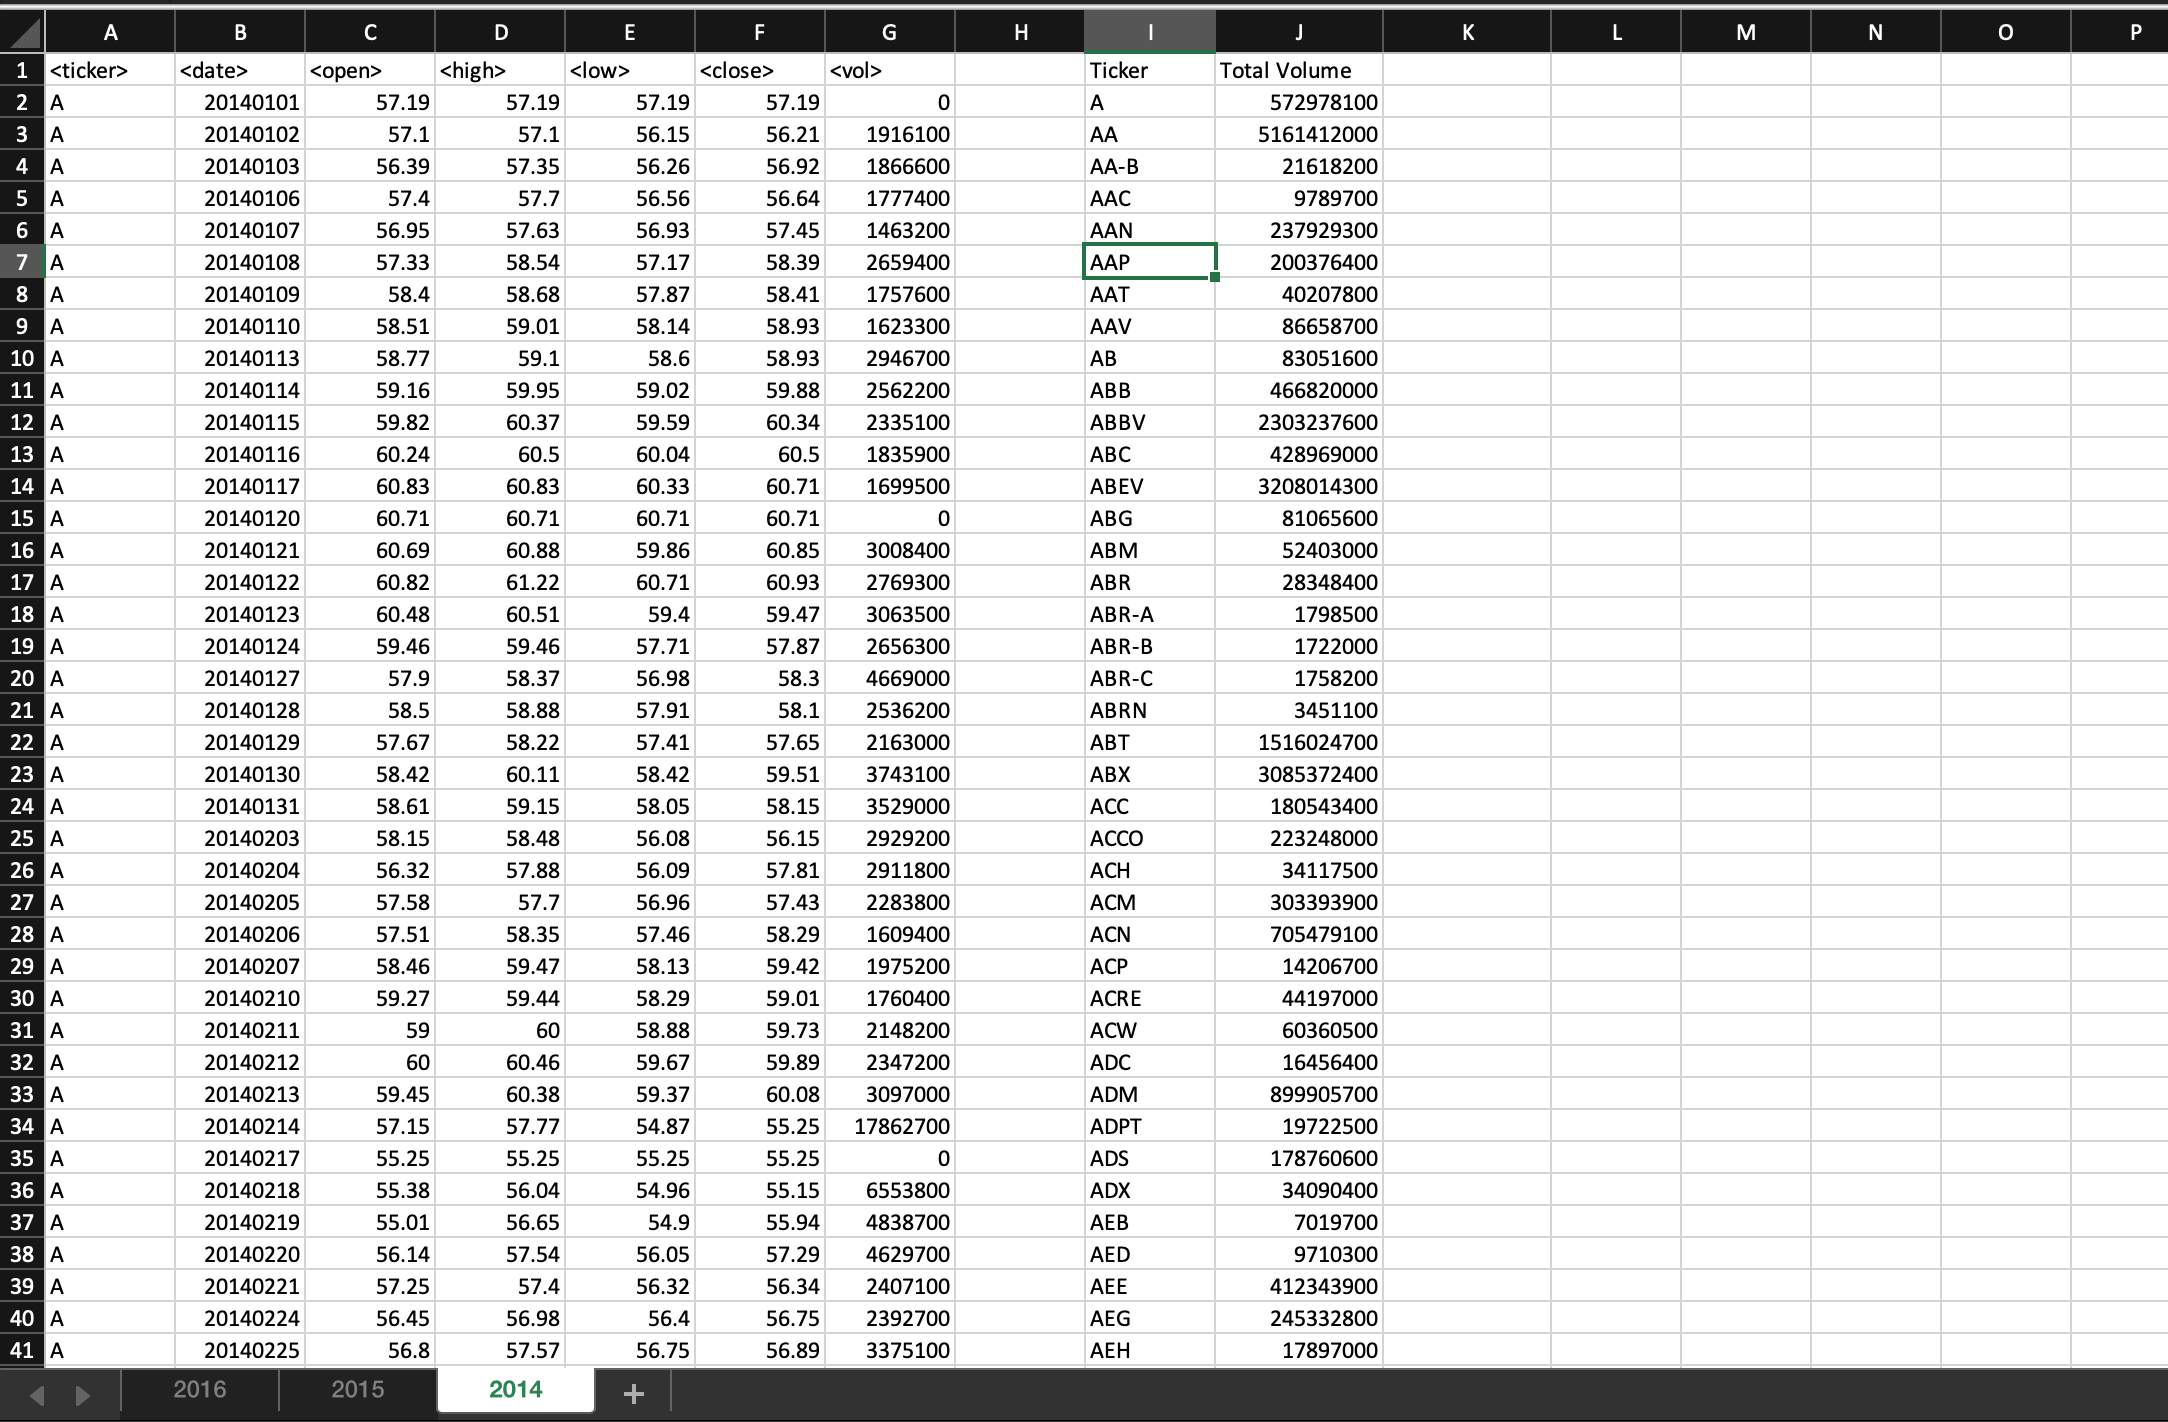 A B C D E F G H I J K L M N O P
1 <ticker> <date> <open> <high> <low> <close> <vol> Ticker Total Volume
2 A 20140101 57.19 57.19 57.19 57.19 0 A 572978100
3 A 20140102 57.1 57.1 56.15 56.21 1916100 AA 5161412000
4 A 20140103 56.39 57.35 56.26 56.92 1866600 AA-B 21618200
5 A 20140106 57.4 57.7 56.56 56.64 1777400 AAC 9789700
6 A 20140107 56.95 57.63 56.93 57.45 1463200 AAN 237929300
7 A 20140108 57.33 58.54 57.17 58.39 2659400 AAP 200376400
8 A 20140109 58.4 58.68 57.87 58.41 1757600 AAT 40207800
9 A 20140110 58.51 59.01 58.14 58.93 1623300 AAV 86658700
10 A 20140113 58.77 59.1 58.6 58.93 2946700 AB 83051600
11 A 20140114 59.16 59.95 59.02 59.88 2562200 ABB 466820000
12 A 20140115 59.82 60.37 59.59 60.34 2335100 ABBV 2303237600
13 A 20140116 60.24 60.5 60.04 60.5 1835900 ABC 428969000
14 A 20140117 60.83 60.83 60.33 60.71 1699500 ABEV 3208014300
15 A 20140120 60.71 60.71 60.71 60.71 0 ABG 81065600
16 A 20140121 60.69 60.88 59.86 60.85 3008400 ABM 52403000
17 A 20140122 60.82 61.22 60.71 60.93 2769300 ABR 28348400
18 A 20140123 60.48 60.51 59.4 59.47 3063500 ABR-A 1798500
19 A 20140124 59.46 59.46 57.71 57.87 2656300 ABR-B 1722000
20 A 20140127 57.9 58.37 56.98 58.3 4669000 ABR-C 1758200
21 A 20140128 58.5 58.88 57.91 58.1 2536200 ABRN 3451100
22 A 20140129 57.67 58.22 57.41 57.65 2163000 ABT 1516024700
23 A 20140130 58.42 60.11 58.42 59.51 3743100 ABX 3085372400
24 A 20140131 58.61 59.15 58.05 58.15 3529000 ACC 180543400
25 A 20140203 58.15 58.48 56.08 56.15 2929200 ACCO 223248000
26 A 20140204 56.32 57.88 56.09 57.81 2911800 ACH 34117500
27 A 20140205 57.58 57.7 56.96 57.43 2283800 ACM 303393900
28 A 20140206 57.51 58.35 57.46 58.29 1609400 ACN 705479100
29 A 20140207 58.46 59.47 58.13 59.42 1975200 ACP 14206700
30 A 20140210 59.27 59.44 58.29 59.01 1760400 ACRE 44197000
31 A 20140211 59 60 58.88 59.73 2148200 ACW 60360500
32 A 20140212 60 60.46 59.67 59.89 2347200 ADC 16456400
33 A 20140213 59.45 60.38 59.37 60.08 3097000 ADM 899905700
34 A 20140214 57.15 57.77 54.87 55.25 17862700 ADPT 19722500
35 A 20140217 55.25 55.25 55.25 55.25 0 ADS 178760600
36 A 20140218 55.38 56.04 54.96 55.15 6553800 ADX 34090400
37 A 20140219 55.01 56.65 54.9 55.94 4838700 AEB 7019700
38 A 20140220 56.14 57.54 56.05 57.29 4629700 AED 9710300
39 A 20140221 57.25 57.4 56.32 56.34 2407100 AEE 412343900
40 A 20140224 56.45 56.98 56.4 56.75 2392700 AEG 245332800
41 A 20140225 56.8 57.57 56.75 56.89 3375100 AEH 17897000
2016 2015 2014 +